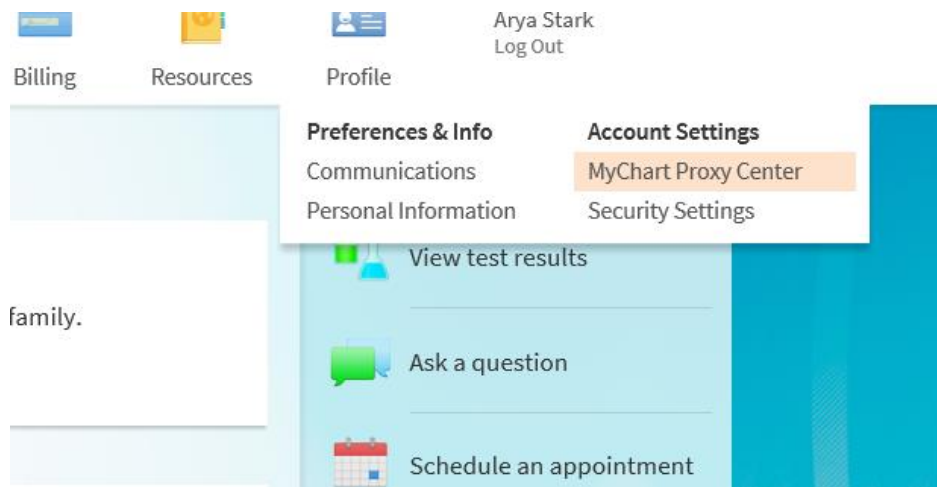 Arya Stark
Log Out
Billing
Resources
Profile
Preferences & Info
Communications
Personal Information
Account Settings
MyChart Proxy Center
Security Settings
View test results
family.
Ask a question
Schedule an appointment